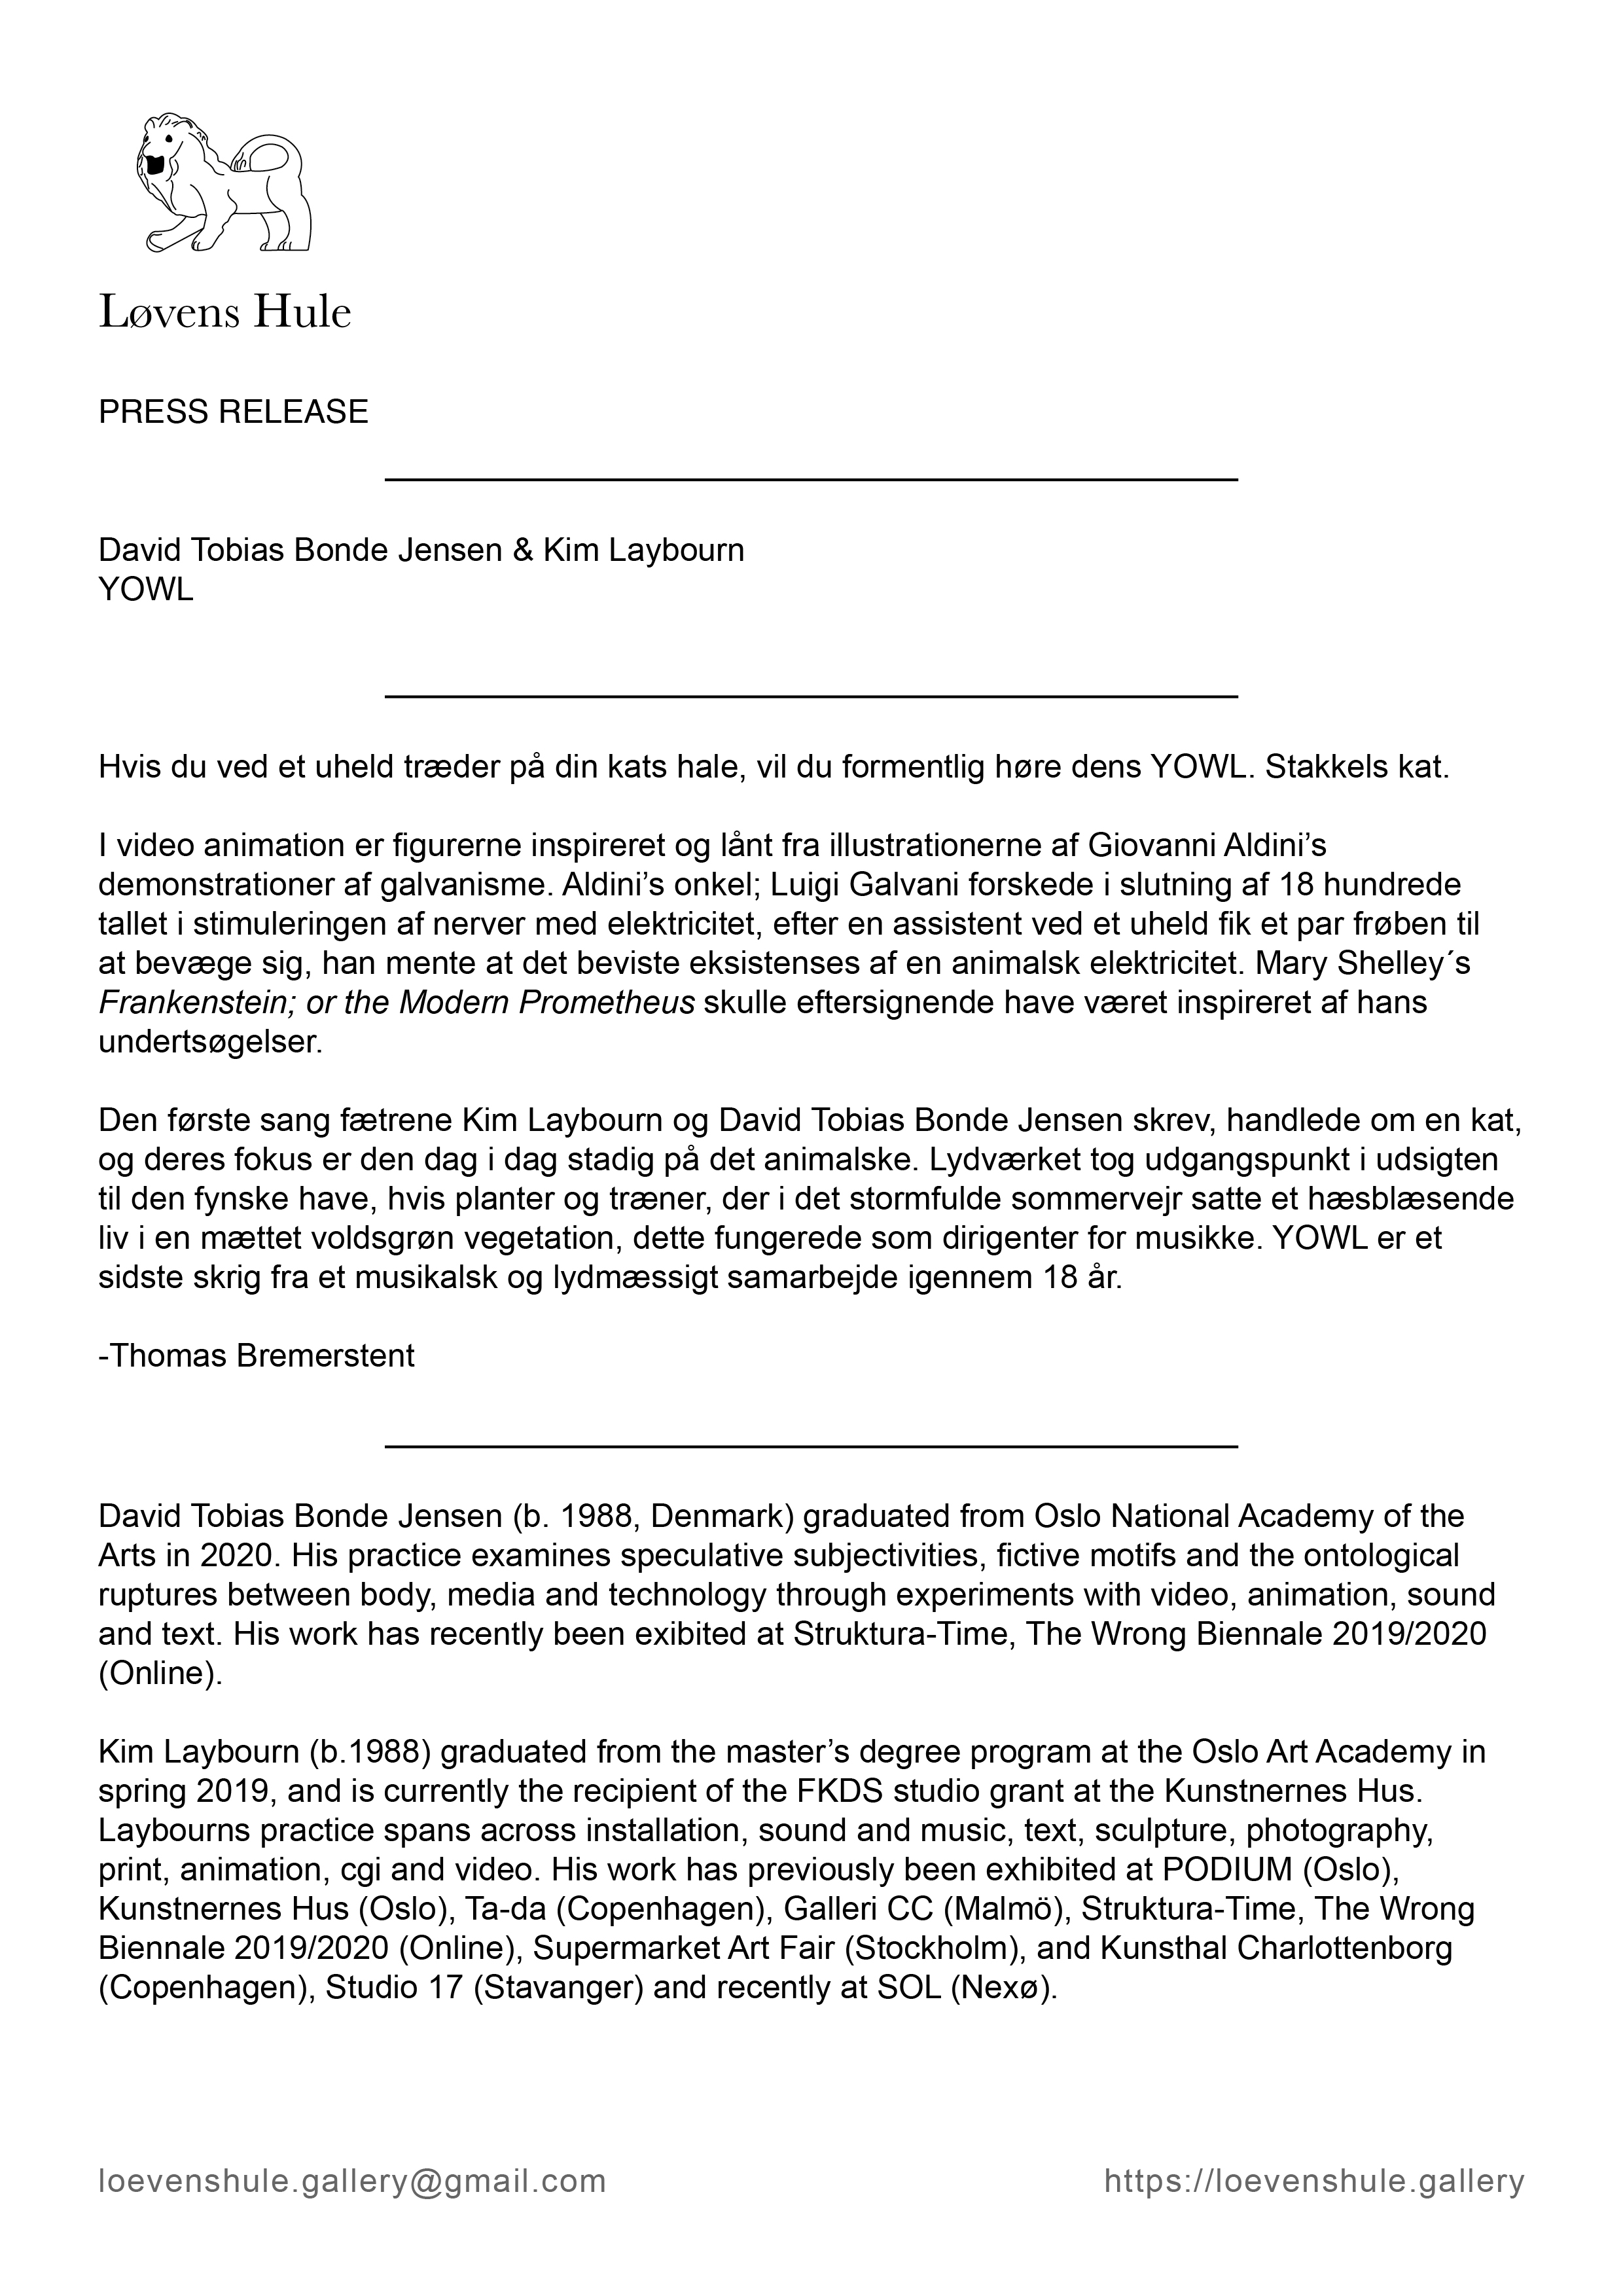 Løvens Hule
PRESS RELEASE
David Tobias Bonde Jensen & Kim Laybourn
YOWL
Hvis du ved et uheld træder på din kats hale, vil du formentlig høre dens YOWL. Stakkels kat.
I video animation er figurerne inspireret og lånt fra illustrationerne af Giovanni Aldini’s
demonstrationer af galvanisme. Aldini’s onkel; Luigi Galvani forskede i slutning af 18 hundrede
tallet i stimuleringen af nerver med elektricitet, efter en assistent ved et uheld fik et par frøben til
at bevæge sig, han mente at det beviste eksistenses af en animalsk elektricitet. Mary Shelley´s
Frankenstein; or the Modern Prometheus skulle eftersignende have været inspireret af hans
undertsøgelser.
Den første sang fætrene Kim Laybourn og David Tobias Bonde Jensen skrev, handlede om en kat,
og deres fokus er den dag i dag stadig på det animalske. Lydværket tog udgangspunkt i udsigten
til den fynske have, hvis planter og træner, der i det stormfulde sommervejr satte et hæsblæsende
liv i en mættet voldsgrøn vegetation, dette fungerede som dirigenter for musikke. YOWL er et
sidste skrig fra et musikalsk og lydmæssigt samarbejde igennem 18 år.
-Thomas Bremerstent
David Tobias Bonde Jensen (b. 1988, Denmark) graduated from Oslo National Academy of the
Arts in 2020. His practice examines speculative subjectivities, fictive motifs and the ontological
ruptures between body, media and technology through experiments with video, animation, sound
and text. His work has recently been exibited at Struktura-Time, The Wrong Biennale 2019/2020
(Online).
Kim Laybourn (b.1988) graduated from the master’s degree program at the Oslo Art Academy in
spring 2019, and is currently the recipient of the FKDS studio grant at the Kunstnernes Hus.
Laybourns practice spans across installation, sound and music, text, sculpture, photography,
print, animation, cgi and video. His work has previously been exhibited at PODIUM (Oslo),
Kunstnernes Hus (Oslo), Ta-da (Copenhagen), Galleri CC (Malmö), Struktura-Time, The Wrong
Biennale 2019/2020 (Online), Supermarket Art Fair (Stockholm), and Kunsthal Charlottenborg
(Copenhagen), Studio 17 (Stavanger) and recently at SOL (Nexø).
loevenshule.gallery@gmail.com
https://loevenshule.gallery